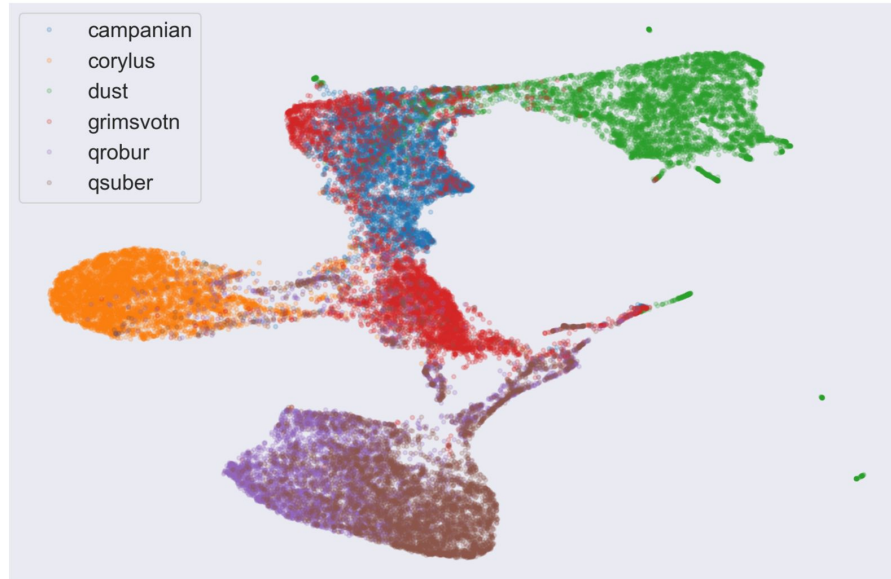 campanian
corylus
dust
grimsvotn
qrobur
qsuber